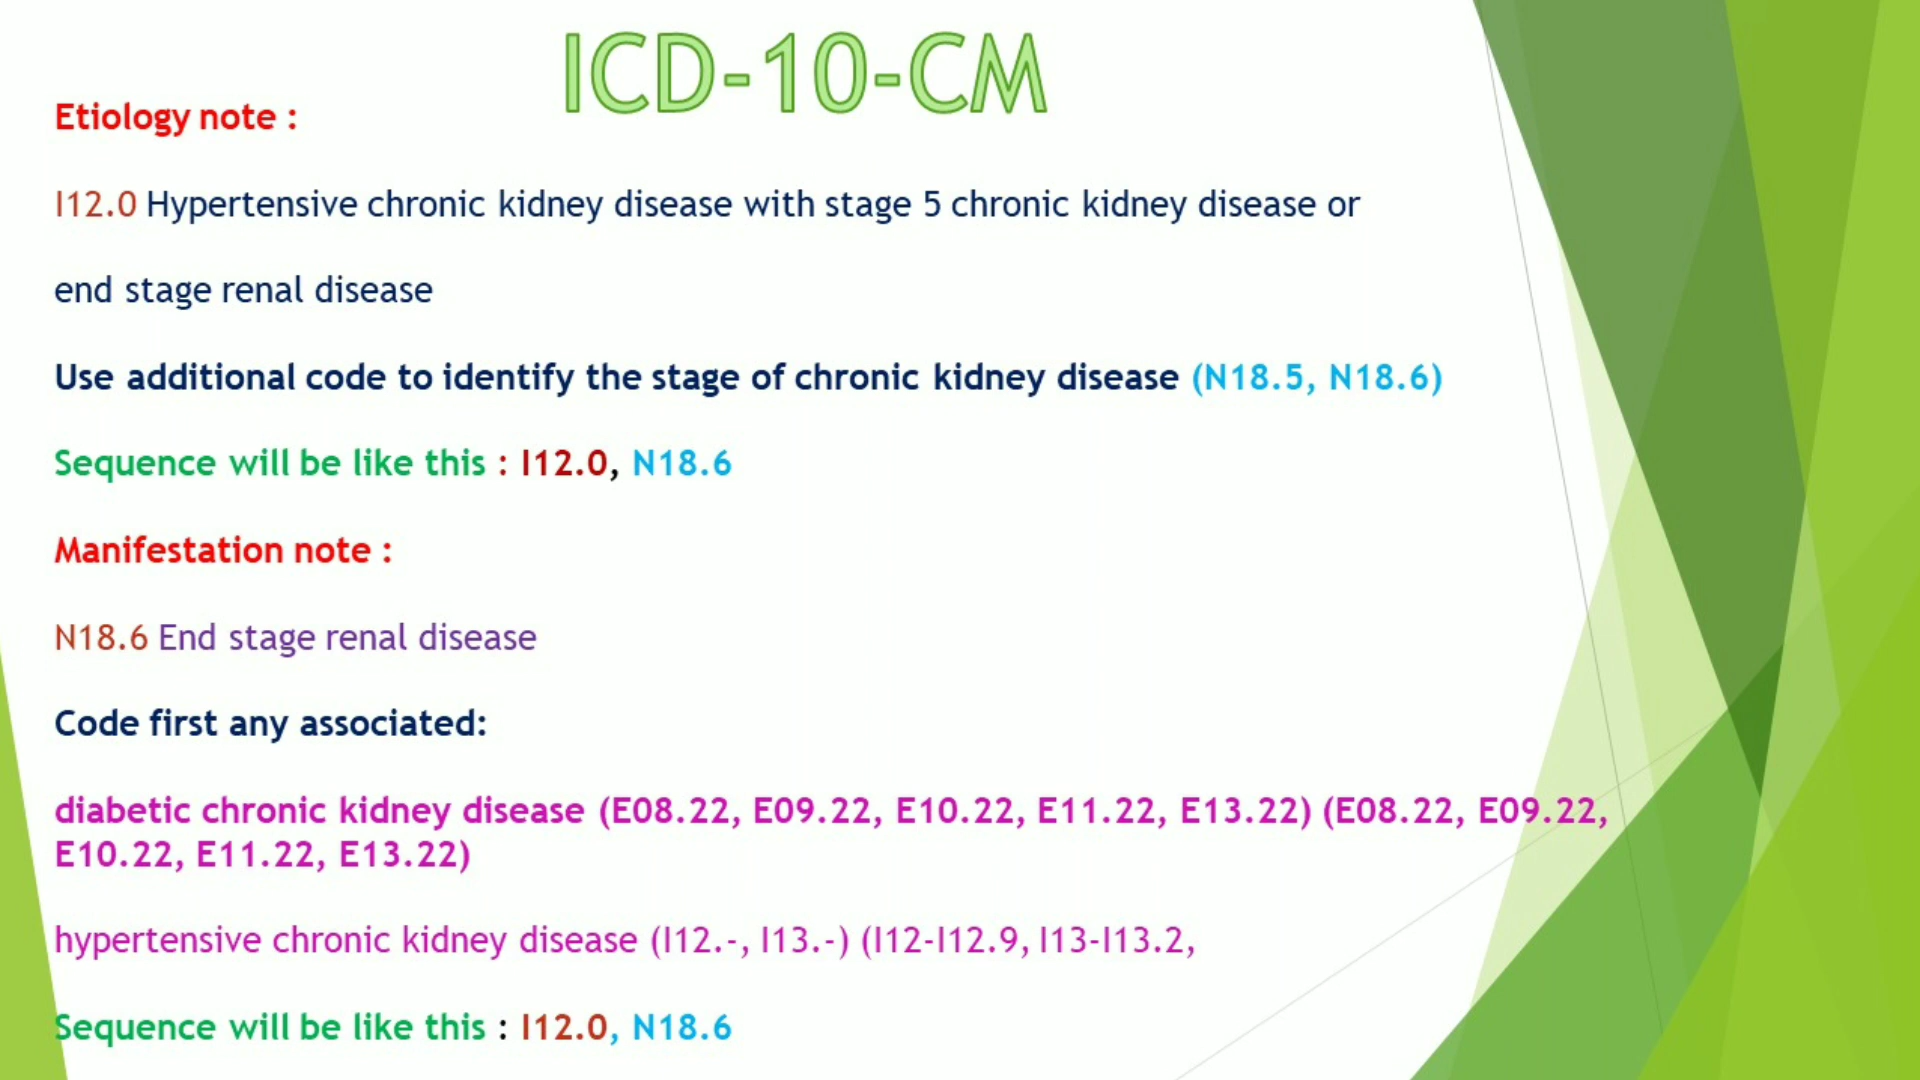 ICD-10-CM
Etiology note :
I12.0 Hypertensive chronic kidney disease with stage 5 chronic kidney disease or
end stage renal disease
Use additional code to identify the stage of chronic kidney disease (N18.5, N18.6)
Sequence will be like this : I12.0, N18.6
Manifestation note :
N18.6 End stage renal disease
Code first any associated:
diabetic chronic kidney disease (E08.22, E09.22, E10.22, E11.22, E13.22) (E08.22, E09.22,
E10.22, E11.22, E13.22)
hypertensive chronic kidney disease (I12.-, I13.-) (I12-I12.9, I13-I13.2,
Sequence will be like this : I12.0, N18.6